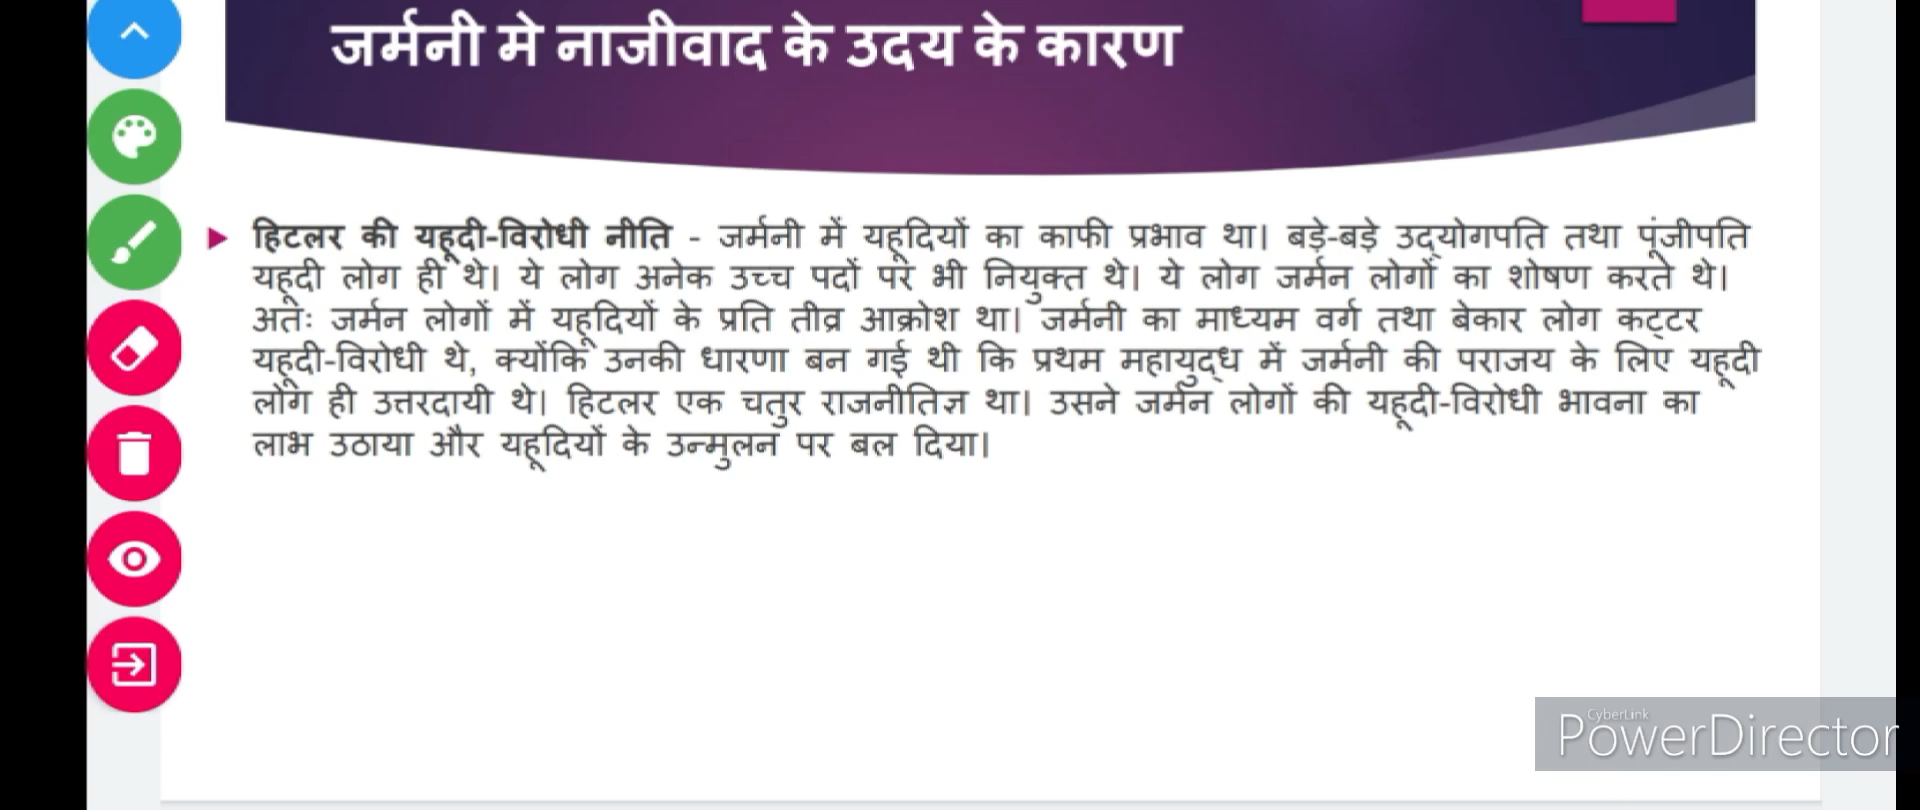 जर्मनी मे नाजीवाद के उदय के कारण
हिटलर की यहूदी-विरोधी नीति - जर्मनी में यहूदियों का काफी प्रभाव था। बड़े-बड़े उद्योगपति तथा पूंजीपति
यहूदी लोग ही थे। ये लोग अनेक उच्च पदों पर भी नियुक्त थे। ये लोग जर्मन लोगों का शोषण करते थे।
अतः जर्मन लोगों में यहूदियों के प्रति तीव्र आक्रोश था। जर्मनी का माध्यम वर्ग तथा बेकार लोग कट्टर
यहूदी-विरोधी थे, क्योंकि उनकी धारणा बन गई थी कि प्रथम महायुद्ध में जर्मनी की पराजय के लिए यहूदी
लोग ही उत्तरदायी थे। हिटलर एक चतुर राजनीतिज्ञ था। उसने जर्मन लोगों की यहूदी-विरोधी भावना का
लाभ उठाया और यहूदियों के उन्मुलन पर बल दिया।
CyberLink
PowerDirector